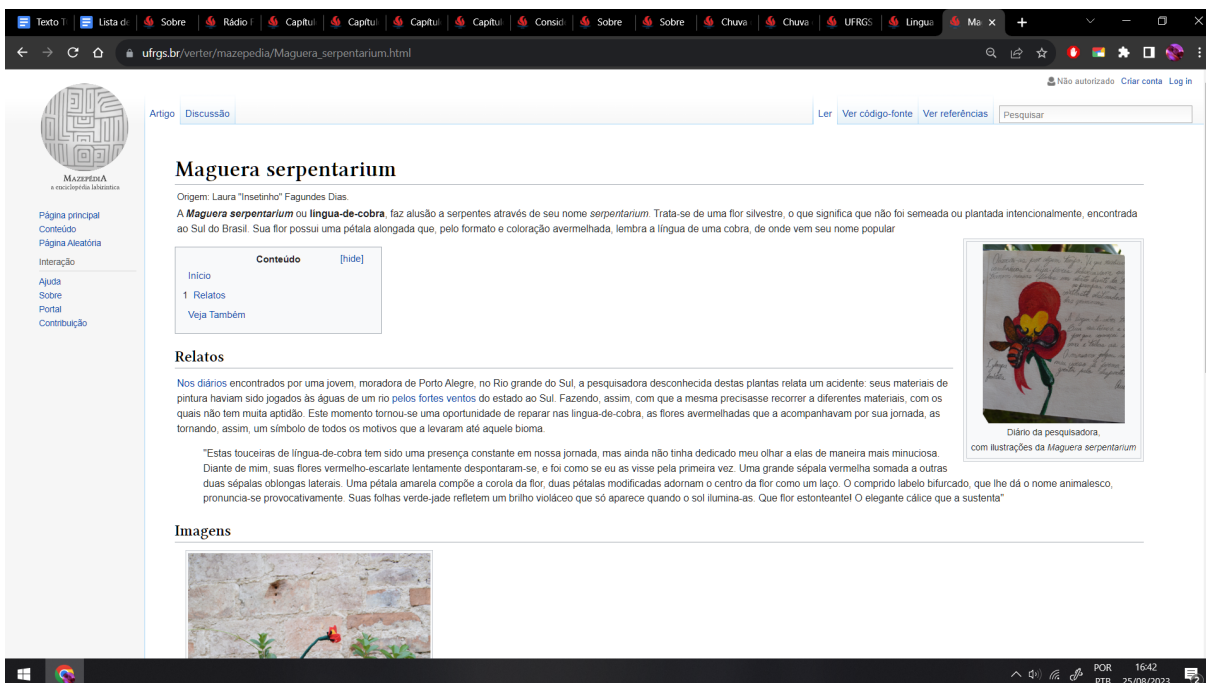 Texto T
Lista de
Sobre
Rádio F
Capítul
Capítul
Capítul
Capítul
Consid
Sobre
Sobre
Chuva
Chuva
UFRGS
Lingua
Ma
ufrgs.br/verter/mazepedia/Maguera_serpentarium.html
Não autorizado Criar conta Log in
MAZEPÉDIA
a enciclopédia labiríntica
Artigo Discussão
Ler Ver código-fonte Ver referências Pesquisar
Página principal
Conteúdo
Página Aleatória
Interação
Ajuda
Sobre
Portal
Contribuição
Maguera serpentarium
Origem: Laura "Insetinho" Fagundes Dias.
A Maguera serpentarium ou língua-de-cobra, faz alusão a serpentes através de seu nome serpentarium. Trata-se de uma flor silvestre, o que significa que não foi semeada ou plantada intencionalmente, encontrada
ao Sul do Brasil. Sua flor possui uma pétala alongada que, pelo formato e coloração avermelhada, lembra a língua de uma cobra, de onde vem seu nome popular
Conteúdo [hide]
Início
1 Relatos
Veja Também
Diário da pesquisadora,
com ilustrações da Maguera serpentarium
Relatos
Nos diários encontrados por uma jovem, moradora de Porto Alegre, no Rio grande do Sul, a pesquisadora desconhecida destas plantas relata um acidente: seus materiais de
pintura haviam sido jogados às águas de um rio pelos fortes ventos do estado ao Sul. Fazendo, assim, com que a mesma precisasse recorrer a diferentes materiais, com os
quais não tem muita aptidão. Este momento tornou-se uma oportunidade de reparar nas lingua-de-cobra, as flores avermelhadas que a acompanhavam por sua jornada, as
tornando, assim, um símbolo de todos os motivos que a levaram até aquele bioma.
"Estas touceiras de língua-de-cobra tem sido uma presença constante em nossa jornada, mas ainda não tinha dedicado meu olhar a elas de maneira mais minuciosa.
Diante de mim, suas flores vermelho-escarlate lentamente despontaram-se, e foi como se eu as visse pela primeira vez. Uma grande sépala vermelha somada a outras
duas sépalas oblongas laterais. Uma pétala amarela compõe a corola da flor, duas pétalas modificadas adornam o centro da flor como um laço. O comprido labelo bifurcado, que lhe dá o nome animalesco,
pronuncia-se provocativamente. Suas folhas verde-jade refletem um brilho violáceo que só aparece quando o sol ilumina-as. Que flor estonteante! O elegante cálice que a sustenta"
Imagens
POR
PTB
16:42
25/08/2023
2